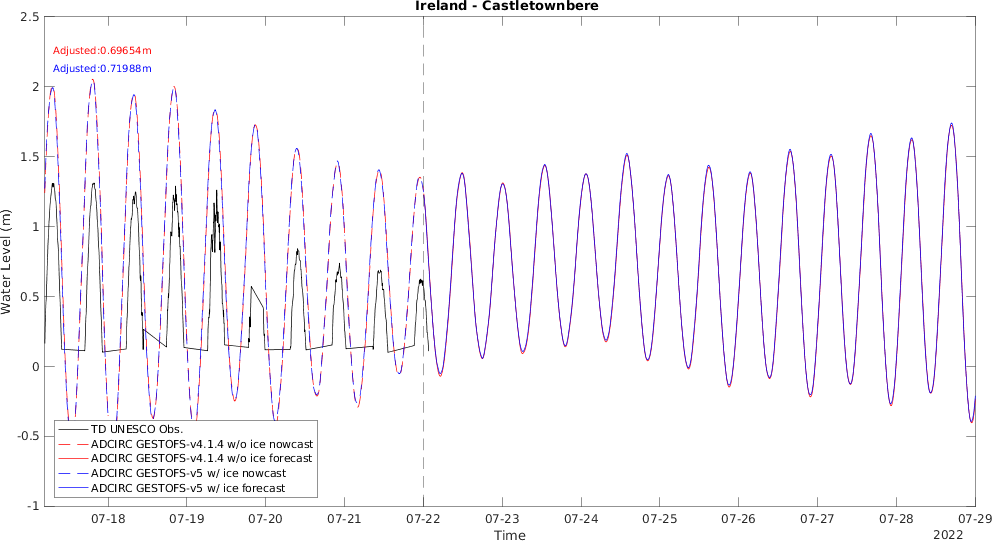 Ireland - Castletownbere
2.5
Adjusted:0.69654m
Adjusted:0.71988m
2
1.5
1
0.5
0
-0.5
-1
Water Level (m)
TD UNESCO Obs.
ADCIRC GESTOFS-v4.1.4 w/o ice nowcast
ADCIRC GESTOFS-v4.1.4 w/o ice forecast
ADCIRC GESTOFS-v5 w/ ice nowcast
ADCIRC GESTOFS-v5 w/ ice forecast
07-18 07-19 07-20 07-21 07-22 07-23 07-24 07-25 07-26 07-27 07-28 07-29
Time 2022